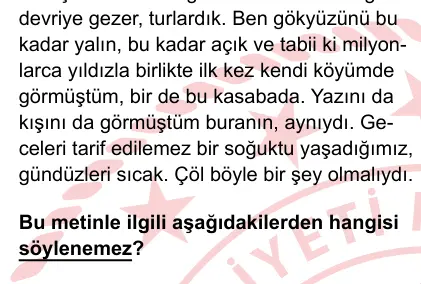 devriye gezer, turlardık. Ben gökyüzünü bu
kadar yalın, bu kadar açık ve tabii ki milyon-
larca yıldızla birlikte ilk kez kendi köyümde
görmüştüm, bir de bu kasabada. Yazını da
kışını da görmüştüm buranın, aynıydı. Ge-
celeri tarif edilemez bir soğuktu yaşadığımız,
gündüzleri sıcak. Çöl böyle bir şey olmalıydı.
Bu metinle ilgili aşağıdakilerden hangisi
söylenemez?
İYETİ